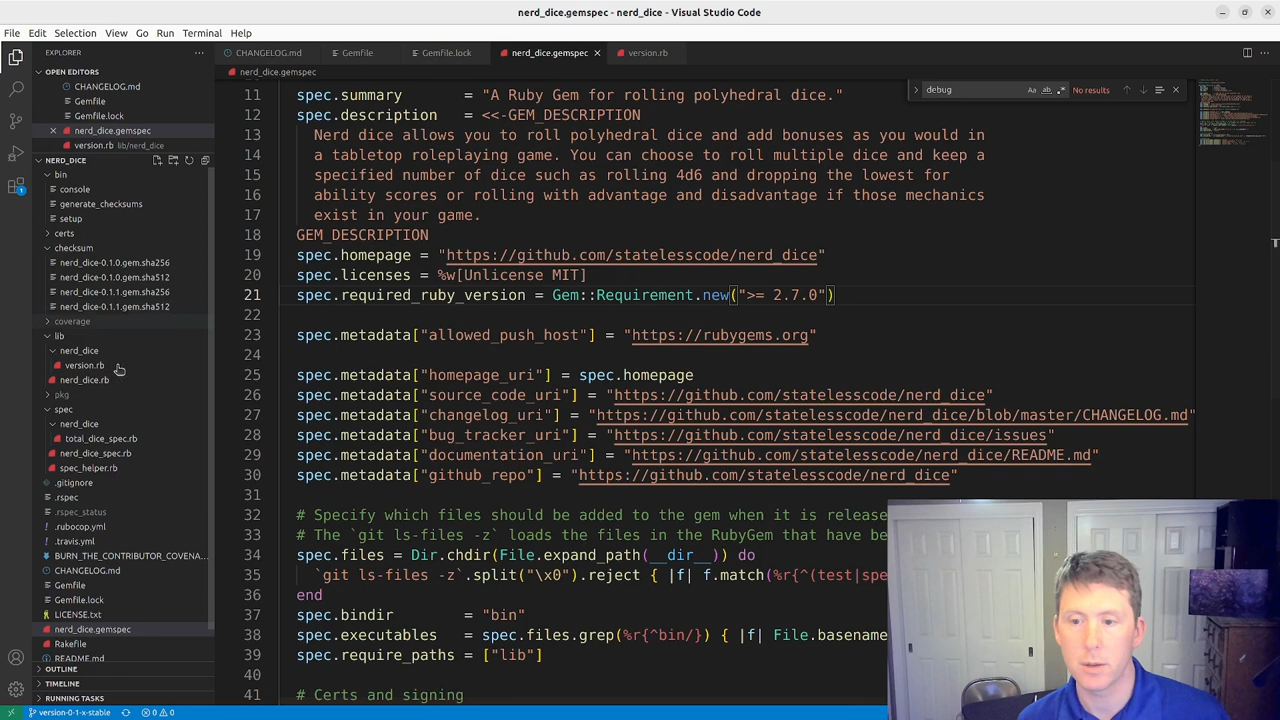 nerd_dice.gemspec - nerd_dice - Visual Studio Code
File Edit Selection View Go Run Terminal Help
EXPLORER
CHANGELOG.md
Gemfile
Gemfile.lock
nerd_dice.gemspec
version.rb
OPEN EDITORS
CHANGELOG.md
Gemfile
Gemfile.lock
nerd_dice.gemspec
version.rb lib/nerd_dice
NERD_DICE
bin
console
generate_checksums
setup
certs
checksum
nerd_dice-0.1.0.gem.sha256
nerd_dice-0.1.0.gem.sha512
nerd_dice-0.1.1.gem.sha256
nerd_dice-0.1.1.gem.sha512
coverage
lib
nerd_dice
version.rb
nerd_dice.rb
pkg
spec
nerd_dice
total_dice_spec.rb
nerd_dice_spec.rb
spec_helper.rb
.gitignore
.rspec
.rspec_status
.rubocop.yml
.travis.yml
BURN_THE_CONTRIBUTOR_COVENA...
CHANGELOG.md
Gemfile
Gemfile.lock
LICENSE.txt
nerd_dice.gemspec
Rakefile
README.md
OUTLINE
TIMELINE
RUNNING TASKS
nerd_dice.gemspec
debug
Aa ab .*
No results
11 spec.summary = "A Ruby Gem for rolling polyhedral dice."
12 spec.description = <<-GEM_DESCRIPTION
13 Nerd dice allows you to roll polyhedral dice and add bonuses as you would in
14 a tabletop roleplaying game. You can choose to roll multiple dice and keep a
15 specified number of dice such as rolling 4d6 and dropping the lowest for
16 ability scores or rolling with advantage and disadvantage if those mechanics
17 exist in your game.
18 GEM_DESCRIPTION
19 spec.homepage = "https://github.com/statelesscode/nerd_dice"
20 spec.licenses = %w[Unlicense MIT]
21 spec.required_ruby_version = Gem::Requirement.new(">= 2.7.0")
22
23 spec.metadata["allowed_push_host"] = "https://rubygems.org"
24
25 spec.metadata["homepage_uri"] = spec.homepage
26 spec.metadata["source_code_uri"] = "https://github.com/statelesscode/nerd_dice"
27 spec.metadata["changelog_uri"] = "https://github.com/statelesscode/nerd_dice/blob/master/CHANGELOG.md"
28 spec.metadata["bug_tracker_uri"] = "https://github.com/statelesscode/nerd_dice/issues"
29 spec.metadata["documentation_uri"] = "https://github.com/statelesscode/nerd_dice/README.md"
30 spec.metadata["github_repo"] = "https://github.com/statelesscode/nerd_dice"
31
32 # Specify which files should be added to the gem when it is release
33 # The `git ls-files -z` loads the files in the RubyGem that have be
34 spec.files = Dir.chdir(File.expand_path(__dir__)) do
35 `git ls-files -z`.split("\x0").reject { |f| f.match(%r{^(test|spe
36 end
37 spec.bindir = "bin"
38 spec.executables = spec.files.grep(%r{^bin/}) { |f| File.basename
39 spec.require_paths = ["lib"]
40
41 # Certs and signing
1
version-0-1-x-stable
0 0